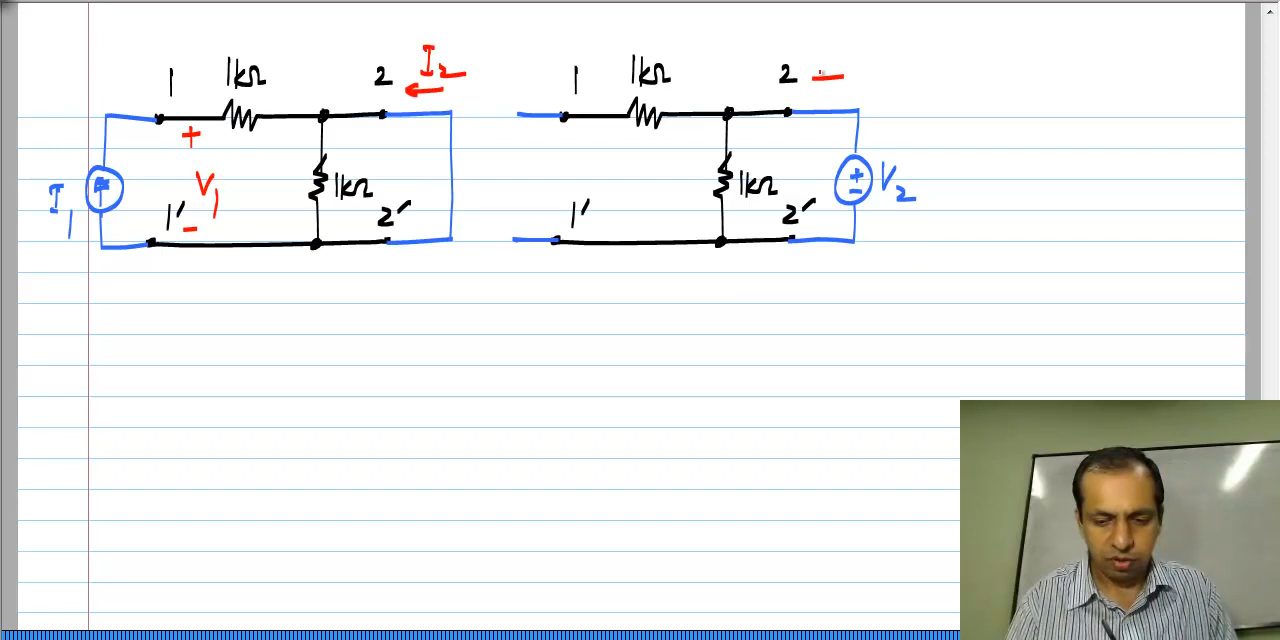 1 1kΩ 2 I2
+
I1 V1 1kΩ
1′ - 2′
1 1kΩ 2
+ - V2 1kΩ
1′ 2′